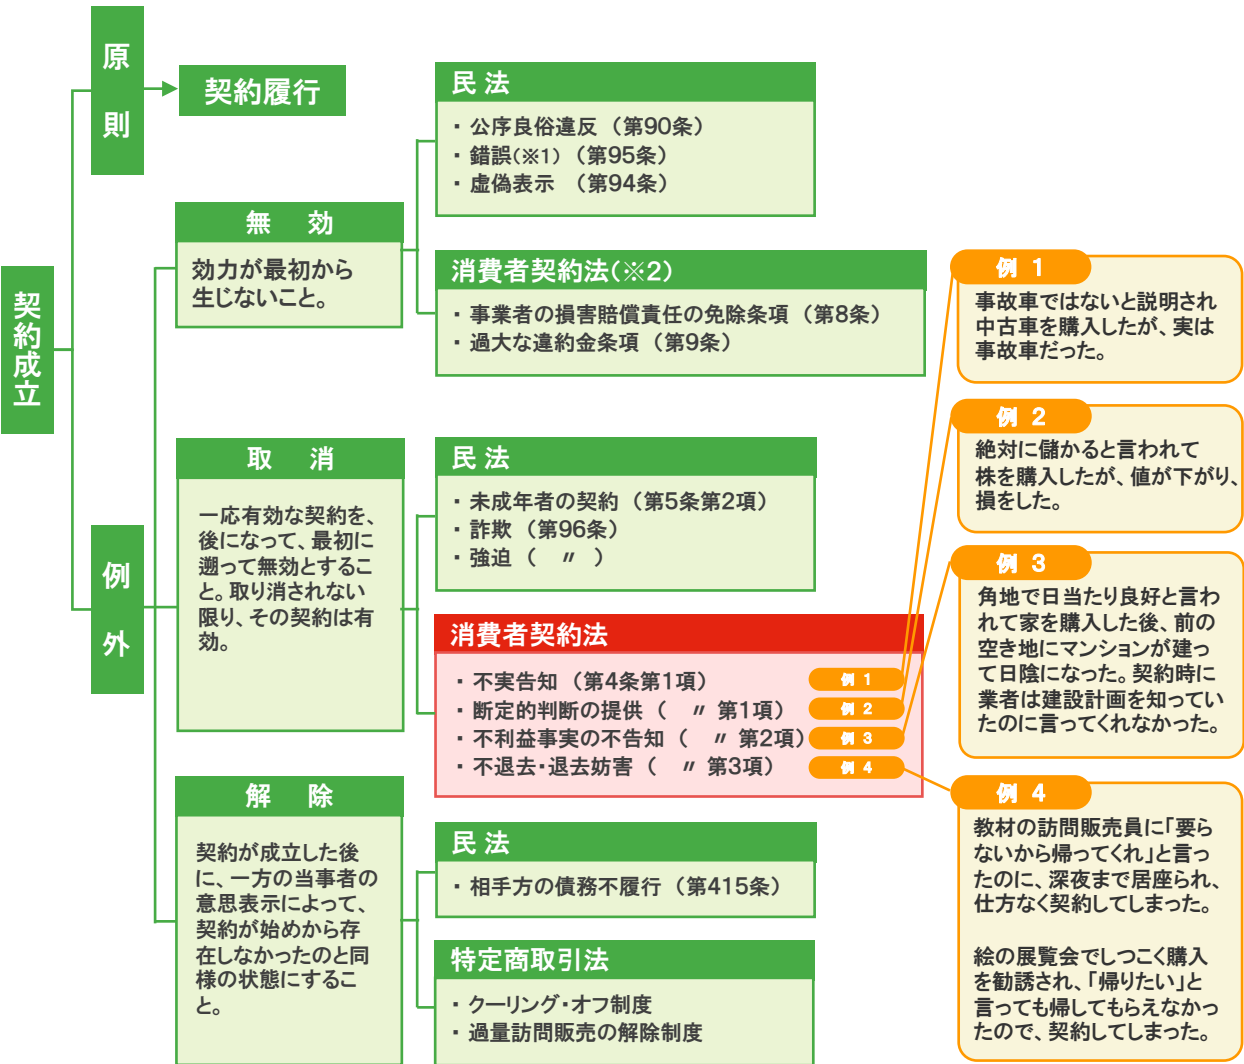 契約成立
原則
契約履行
例外
無 効
効力が最初から
生じないこと。
民 法
・ 公序良俗違反 (第90条)
・ 錯誤(※1) (第95条)
・ 虚偽表示 (第94条)
消費者契約法(※2)
・ 事業者の損害賠償責任の免除条項 (第8条)
・ 過大な違約金条項 (第9条)
取 消
一応有効な契約を、
後になって、最初に
遡って無効とするこ
と。取り消されない
限り、その契約は有
効。
民 法
・ 未成年者の契約 (第5条第2項)
・ 詐欺 (第96条)
・ 強迫 ( 〃 )
消費者契約法
・ 不実告知 (第4条第1項) 例 1
・ 断定的判断の提供 ( 〃 第1項) 例 2
・ 不利益事実の不告知 ( 〃 第2項) 例 3
・ 不退去・退去妨害 ( 〃 第3項) 例 4
解 除
契約が成立した後
に、一方の当事者の
意思表示によって、
契約が始めから存
在しなかったのと同
様の状態にするこ
と。
民 法
・ 相手方の債務不履行 (第415条)
特定商取引法
・ クーリング・オフ制度
・ 過量訪問販売の解除制度
例 1
事故車ではないと説明され
中古車を購入したが、実は
事故車だった。
例 2
絶対に儲かると言われて
株を購入したが、値が下がり、
損をした。
例 3
角地で日当たり良好と言わ
れて家を購入した後、前の
空き地にマンションが建っ
て日陰になった。契約時に
業者は建設計画を知ってい
たのに言ってくれなかった。
例 4
教材の訪問販売員に「要ら
ないから帰ってくれ」と言っ
たのに、深夜まで居座られ、
仕方なく契約してしまった。
絵の展覧会でしつこく購入
を勧誘され、「帰りたい」と
言っても帰してもらえなかっ
たので、契約してしまった。